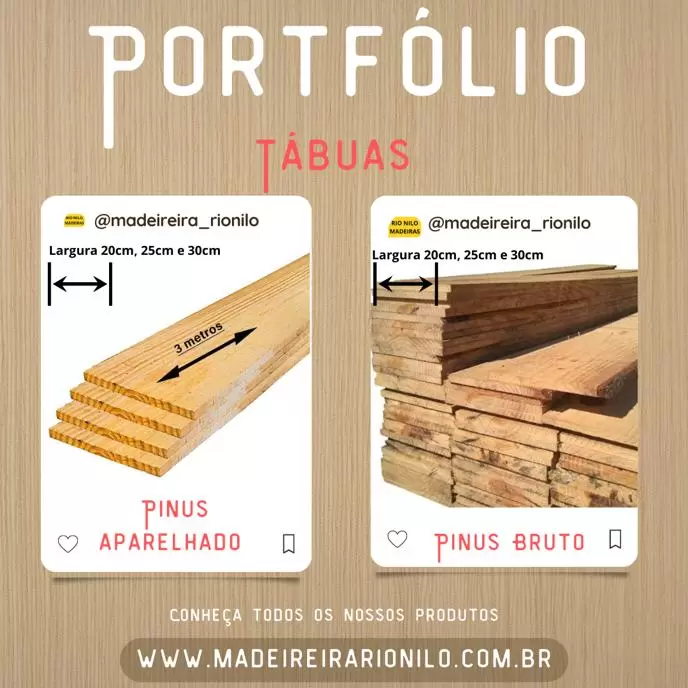 PORTFÓLIO
TÁBUAS
RIO NILO
MADEIRAS
@madeireira_rionilo
Largura 20cm, 25cm e 30cm
3 metros
PINUS
APARELHADO
RIO NILO
MADEIRAS
@madeireira_rionilo
Largura 20cm, 25cm e 30cm
PINUS BRUTO
CONHEÇA TODOS OS NOSSOS PRODUTOS
WWW.MADEIREIRARIONILO.COM.BR